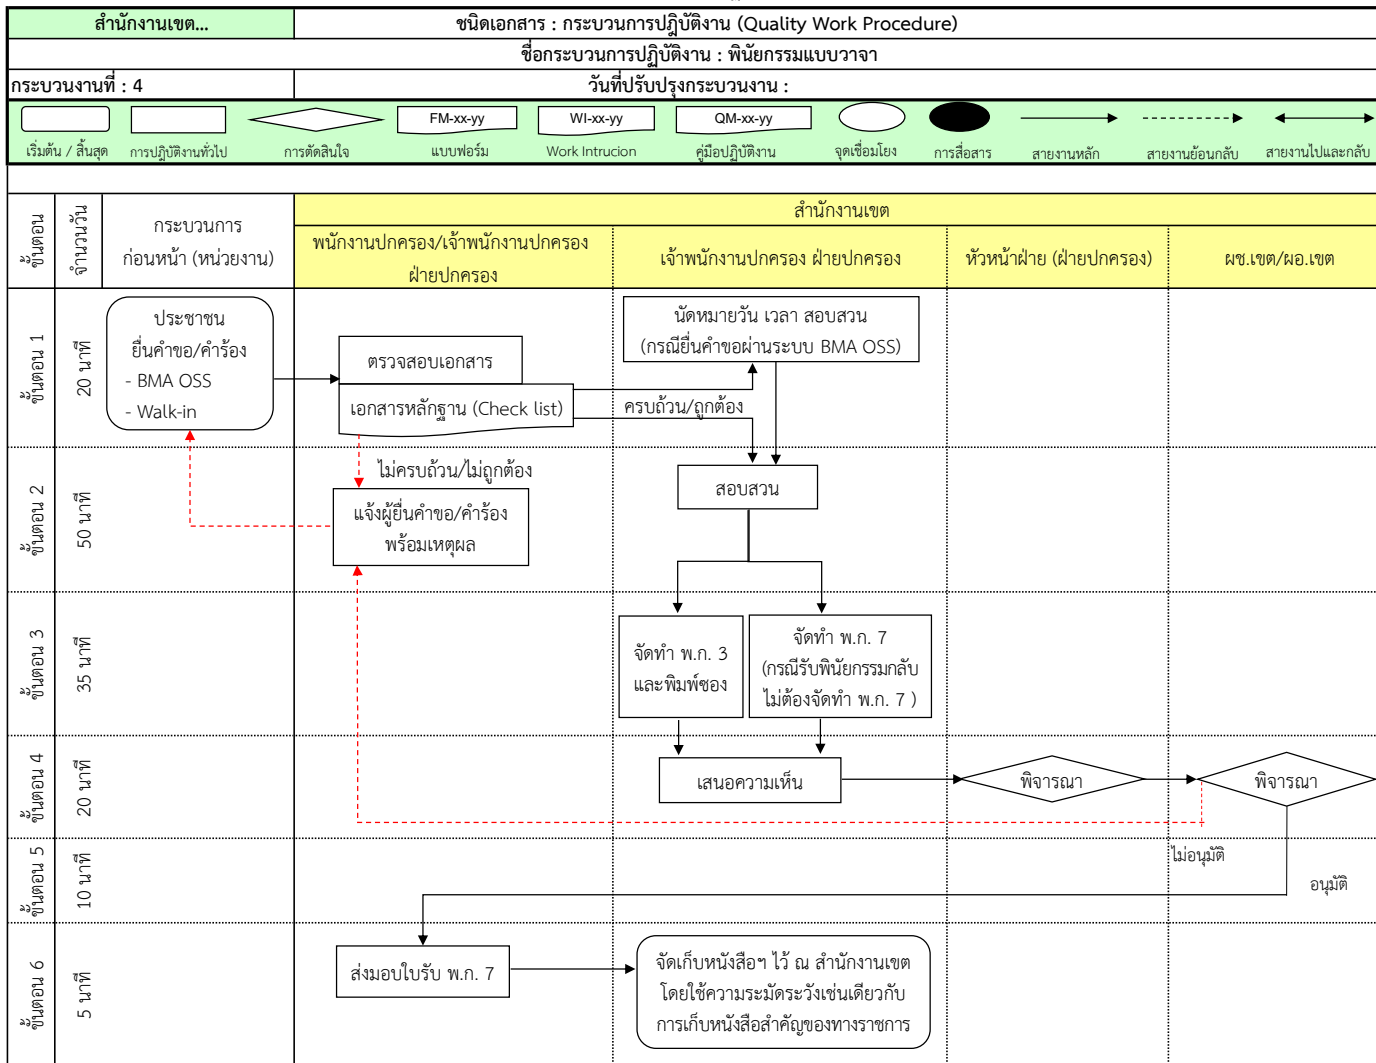 สำนักงานเขต...
ชนิดเอกสาร : กระบวนการปฎิบัติงาน (Quality Work Procedure)
ชื่อกระบวนการปฏิบัติงาน : พินัยกรรมแบบวาจา
กระบวนงานที่ : 4
วันที่ปรับปรุงกระบวนงาน :
FM-xx-yy
WI-xx-yy
QM-xx-yy
เริ่มต้น / สิ้นสุด
การปฏิบัติงานทั่วไป
การตัดสินใจ
แบบฟอร์ม
Work Intrucion
คู่มือปฏิบัติงาน
จุดเชื่อมโยง
การสื่อสาร
สายงานหลัก
สายงานย้อนกลับ
สายงานไปและกลับ
ขั้นตอน
จำนวนวัน
กระบวนการ
ก่อนหน้า (หน่วยงาน)
สำนักงานเขต
พนักงานปกครอง/เจ้าพนักงานปกครอง
ฝ่ายปกครอง
เจ้าพนักงานปกครอง ฝ่ายปกครอง
หัวหน้าฝ่าย (ฝ่ายปกครอง)
ผช.เขต/ผอ.เขต
ขั้นตอน 1
20 นาที
ประชาชน
ยื่นคำขอ/คำร้อง
- BMA OSS
- Walk-in
ตรวจสอบเอกสาร
เอกสารหลักฐาน (Check list)
นัดหมายวัน เวลา สอบสวน
(กรณียื่นคำขอผ่านระบบ BMA OSS)
ครบถ้วน/ถูกต้อง
ขั้นตอน 2
50 นาที
ไม่ครบถ้วน/ไม่ถูกต้อง
แจ้งผู้ยื่นคำขอ/คำร้อง
พร้อมเหตุผล
สอบสวน
ขั้นตอน 3
35 นาที
จัดทำ พ.ก. 3
และพิมพ์ซอง
จัดทำ พ.ก. 7
(กรณีรับพินัยกรรมกลับ
ไม่ต้องจัดทำ พ.ก. 7 )
ขั้นตอน 4
20 นาที
เสนอความเห็น
พิจารณา
พิจารณา
ขั้นตอน 5
10 นาที
ไม่อนุมัติ
อนุมัติ
ขั้นตอน 6
5 นาที
ส่งมอบใบรับ พ.ก. 7
จัดเก็บหนังสือฯ ไว้ ณ สำนักงานเขต
โดยใช้ความระมัดระวังเช่นเดียวกับ
การเก็บหนังสือสำคัญของทางราชการ